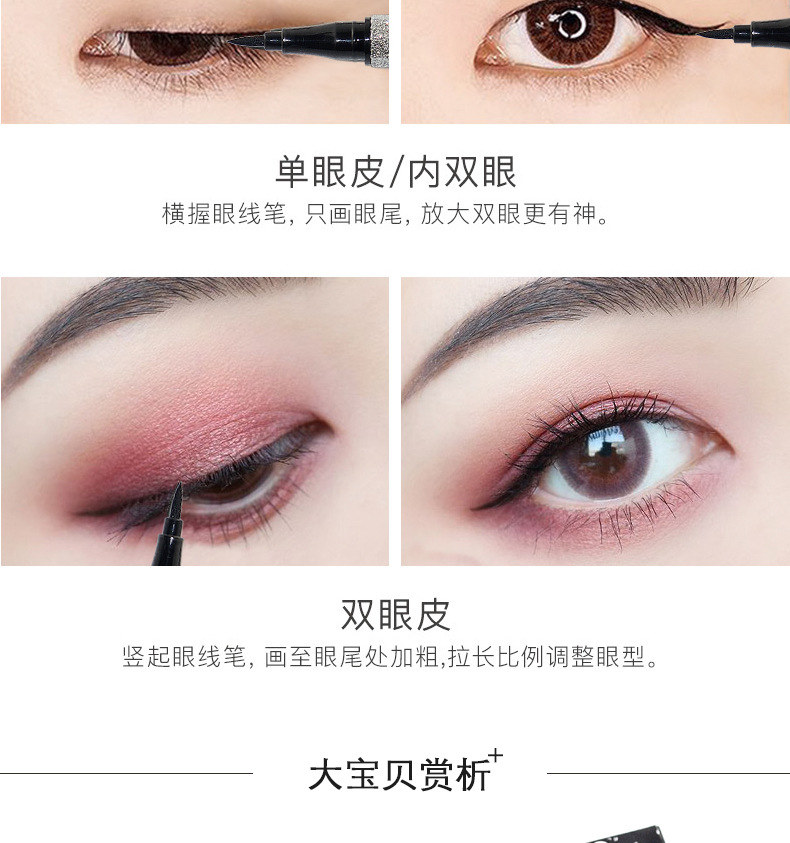 单眼皮/内双眼
横握眼线笔, 只画眼尾, 放大双眼更有神。
双眼皮
竖起眼线笔, 画至眼尾处加粗,拉长比例调整眼型。
大宝贝赏析+